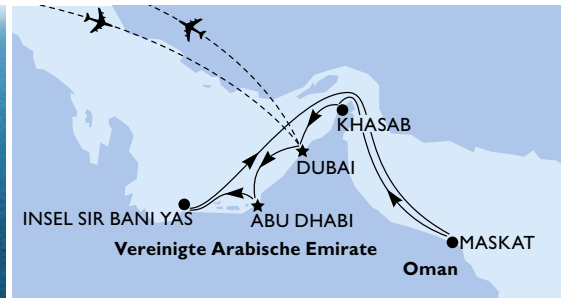 KHASAB
DUBAI
INSEL SIR BANI YAS
ABU DHABI
MASKAT
Vereinigte Arabische Emirate
Oman